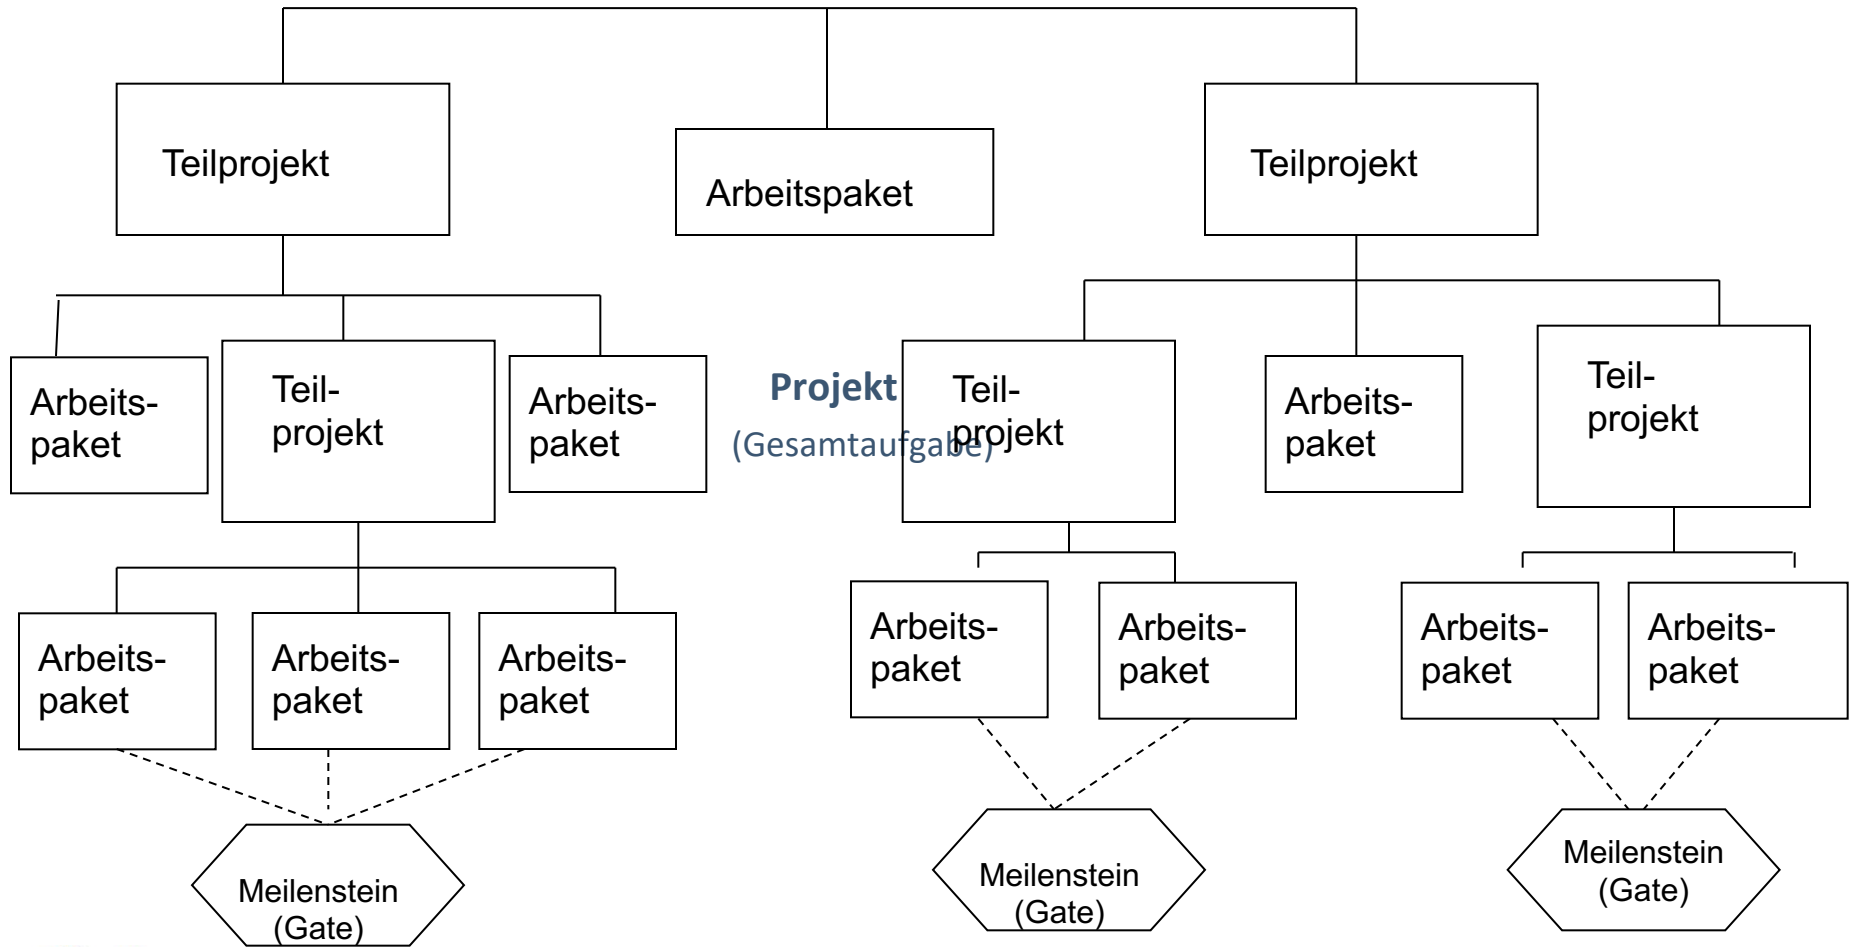 Teilprojekt
Arbeitspaket
Teilprojekt
Arbeits-
paket
Teil-
projekt
Arbeits-
paket
Projekt
(Gesamtaufgabe)
Teil-
projekt
Arbeits-
paket
Teil-
projekt
Arbeits-
paket
Arbeits-
paket
Arbeits-
paket
Arbeits-
paket
Arbeits-
paket
Arbeits-
paket
Arbeits-
paket
Meilenstein
(Gate)
Meilenstein
(Gate)
Meilenstein
(Gate)